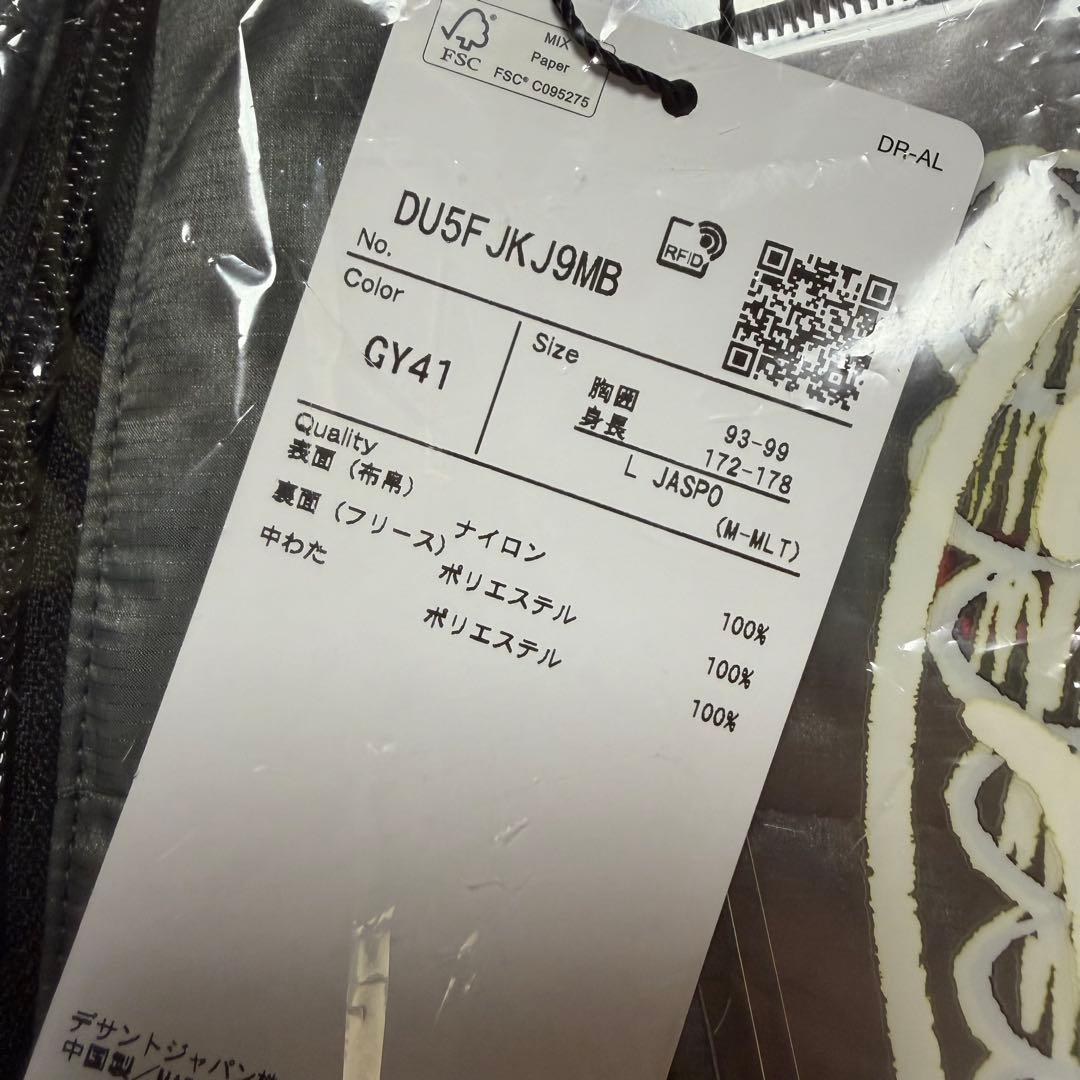 FSC
MIX
Paper
FSC® C095275
DR-AL
No. DU5FJKJ9MB
RFID
Color
GY41
Size
胸囲 93-99
身長 172-178
L JASPO
(M-MLT)
Quality
表面（布帛） ナイロン 100%
裏面（フリース） ポリエステル 100%
中わた ポリエステル 100%
デサントジャパン
中国製／MA